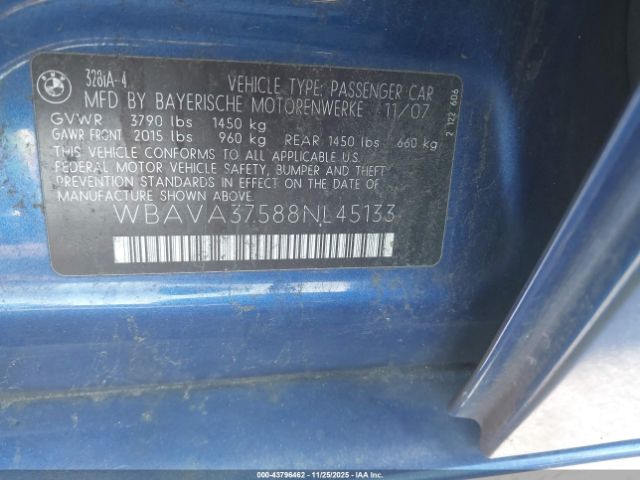 BMW
328iA-4 VEHICLE TYPE: PASSENGER CAR
MFD BY BAYERISCHE MOTORENWERKE 11/07
GVWR 3790 lbs 1450 kg
GAWR FRONT 2015 lbs 960 kg REAR 1450 lbs 660 kg
THIS VEHICLE CONFORMS TO ALL APPLICABLE U.S.
FEDERAL MOTOR VEHICLE SAFETY, BUMPER AND THEFT
PREVENTION STANDARDS IN EFFECT ON THE DATE OF
MANUFACTURE SHOWN ABOVE.
WBAVA37588NL45133
2 122 606
© 43796462 - 11/25/2025 - IAAI.COM